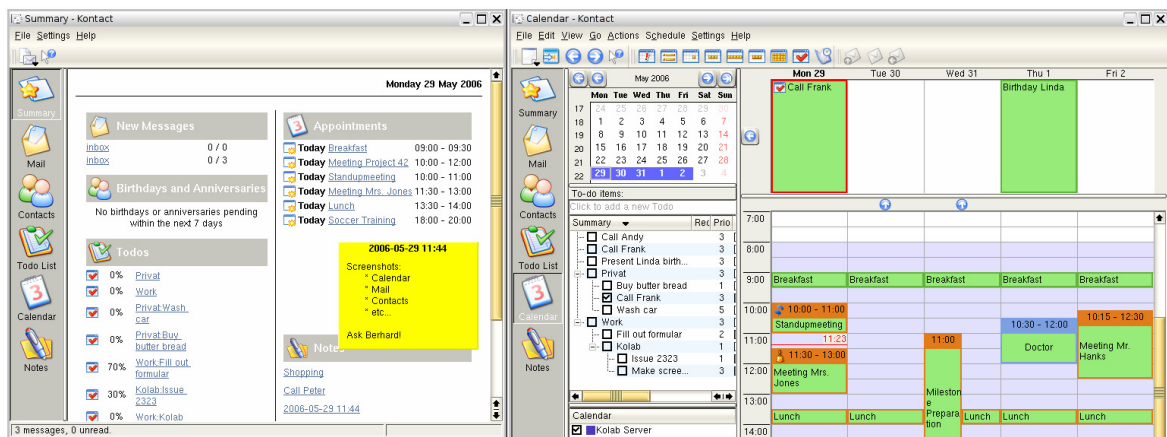 Summary - Kontact
File Settings Help
Summary
Mail
Contacts
Todo List
Calendar
Notes
Monday 29 May 2006
New Messages
inbox 0 / 0
inbox 0 / 3
Birthdays and Anniversaries
No birthdays or anniversaries pending
within the next 7 days
Todos
0% Privat
0% Work
0% Privat:Wash
car
0% Privat:Buy
butter bread
70% Work:Fill out
formular
30% Kolab:Issue
2323
0% Work:Kolab
Appointments
Today Breakfast 09:00 - 09:30
Today Meeting Project 42 10:00 - 12:00
Today Standupmeeting 10:00 - 11:00
Today Meeting Mrs. Jones 11:30 - 13:00
Today Lunch 13:30 - 14:00
Today Soccer Training 18:00 - 20:00
2006-05-29 11:44
Screenshots:
* Calendar
* Mail
* Contacts
* etc...
Ask Berhard!
Notes
Shopping
Call Peter
2006-05-29 11:44
3 messages, 0 unread.
Calendar - Kontact
File Edit View Go Actions Schedule Settings Help
Summary
Mail
Contacts
Todo List
Calendar
Notes
May 2006
Mon Tue Wed Thu Fri Sat Sun
17 24 25 26 27 28 29 30
18 1 2 3 4 5 6 7
19 8 9 10 11 12 13 14
20 15 16 17 18 19 20 21
21 22 23 24 25 26 27 28
22 29 30 31 1 2 3 4
To-do items:
Click to add a new Todo
Summary Rec Prio
Call Andy 3
Call Frank 3
Present Linda birth... 3
Privat 3
Buy butter bread 1
Call Frank 3
Wash car 5
Work 3
Fill out formular 2
Kolab 1
Issue 2323 1
Make scree... 3
Calendar
Kolab Server
Mon 29 Tue 30 Wed 31 Thu 1 Fri 2
Call Frank Birthday Linda
7:00
8:00
9:00 Breakfast Breakfast Breakfast Breakfast Breakfast
10:00 10:00 - 11:00 10:15 - 12:30
Standupmeeting 10:30 - 12:00
11:00 11:23 11:00 Doctor Meeting Mr.
Hanks
11:30 - 13:00
12:00 Meeting Mrs.
Jones
13:00 Mileston
e
Prepara
tion
Lunch Lunch Lunch Lunch Lunch
14:00